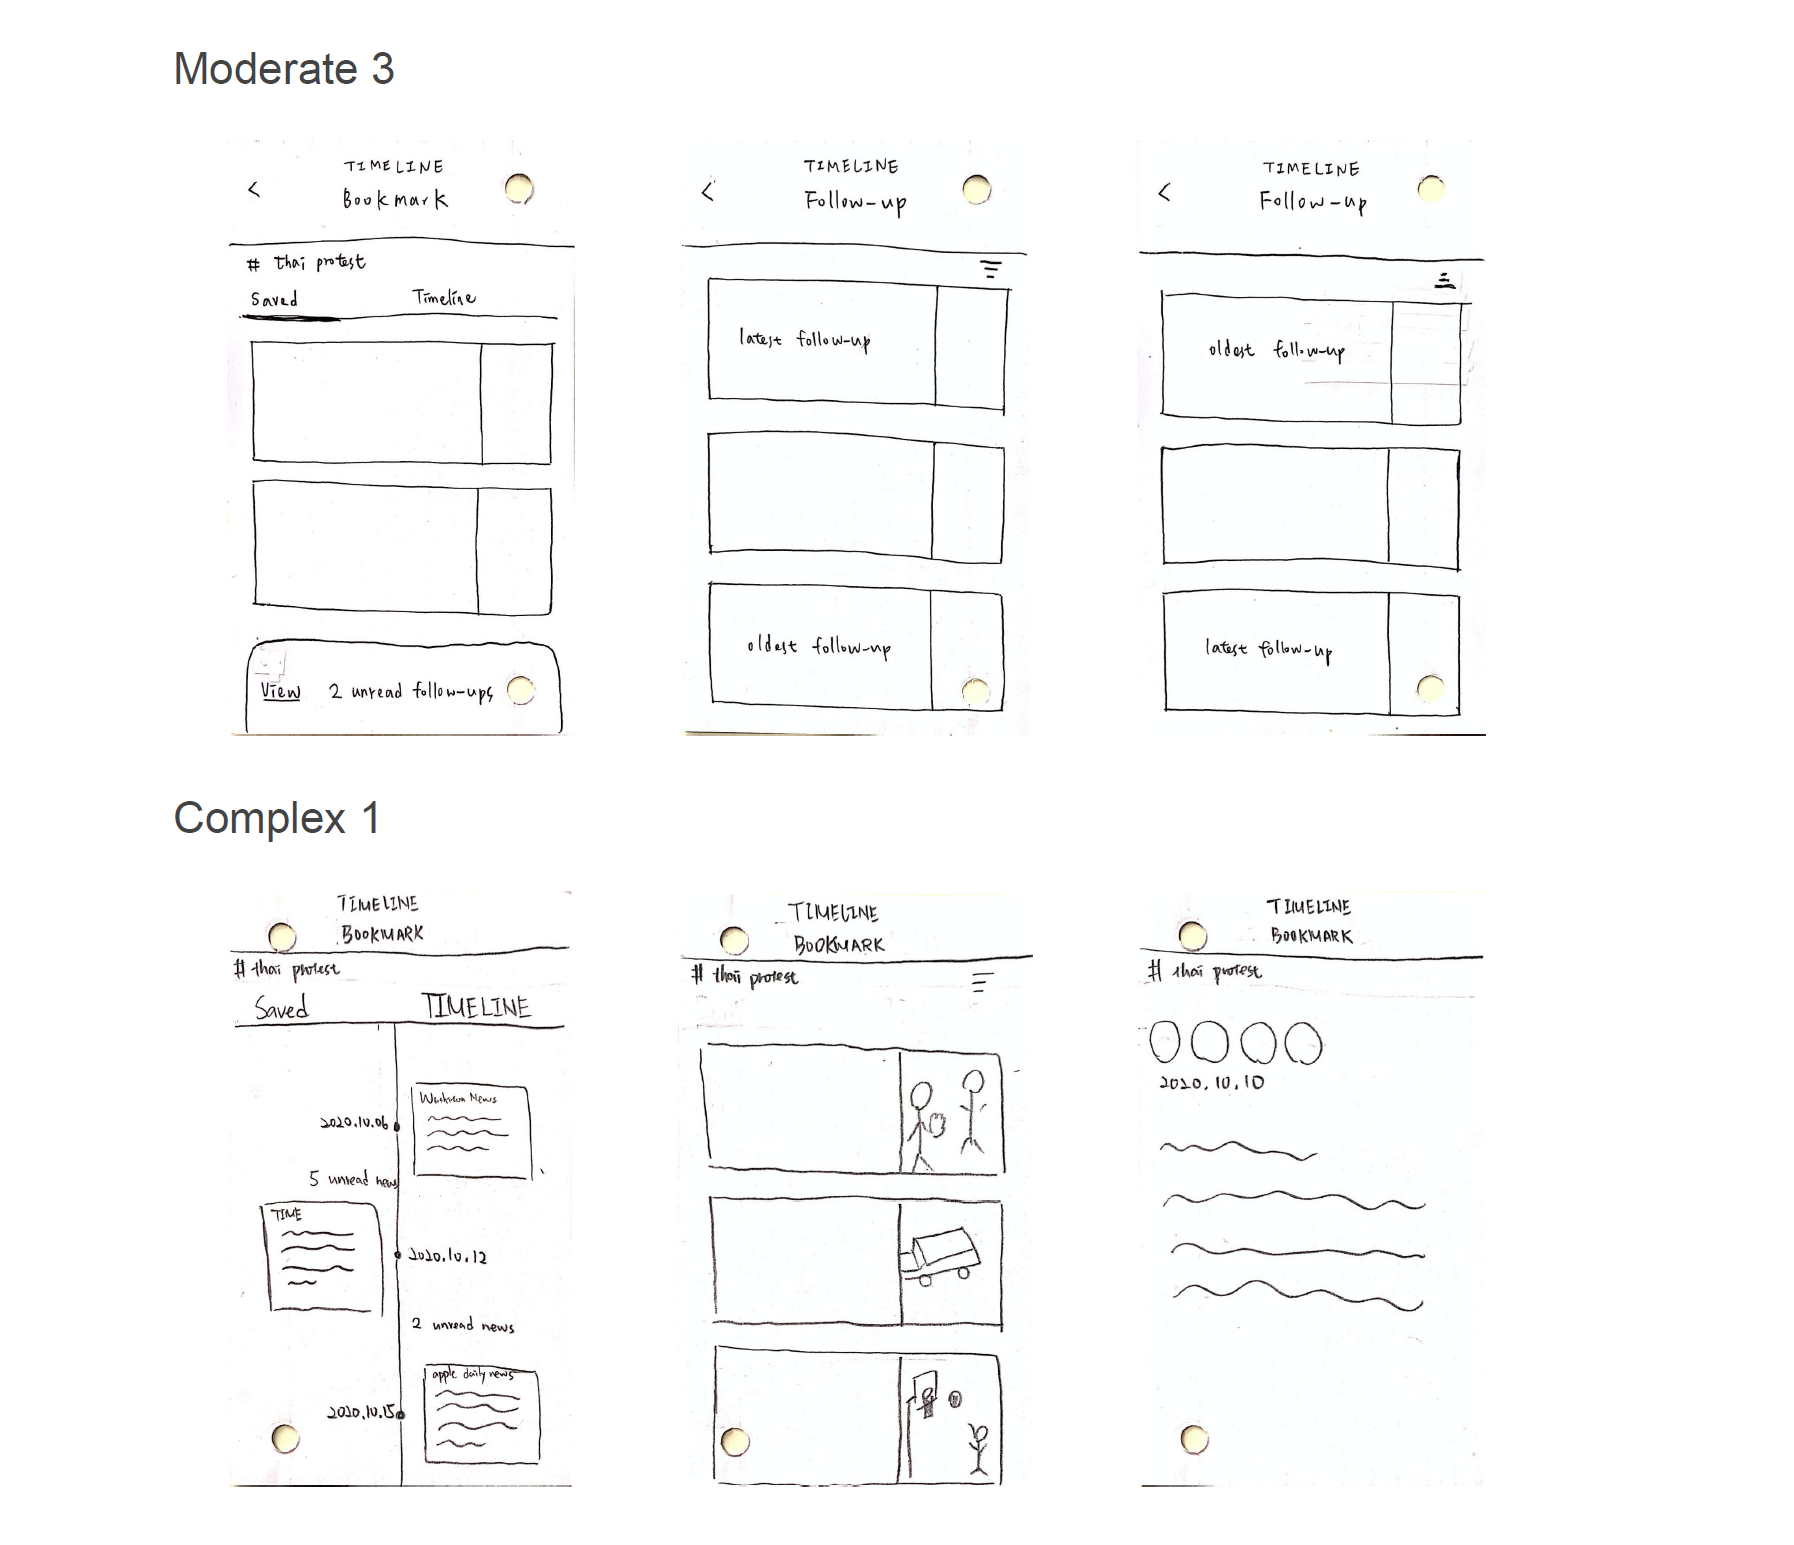 Moderate 3
TIMELINE
Bookmark
<
# thai protest
Saved Timeline
View 2 unread follow-ups
TIMELINE
Follow-up
<
latest follow-up
oldest follow-up
TIMELINE
Follow-up
<
oldest follow-up
latest follow-up
Complex 1
TIMELINE
BOOKMARK
# thai protest
Saved TIMELINE
News
2020.10.06
5 unread news
TIME
2020.10.12
2 unread news
apple daily news
2020.10.15
TIMELINE
BOOKMARK
# thai protest
TIMELINE
BOOKMARK
# thai protest
2020.10.10